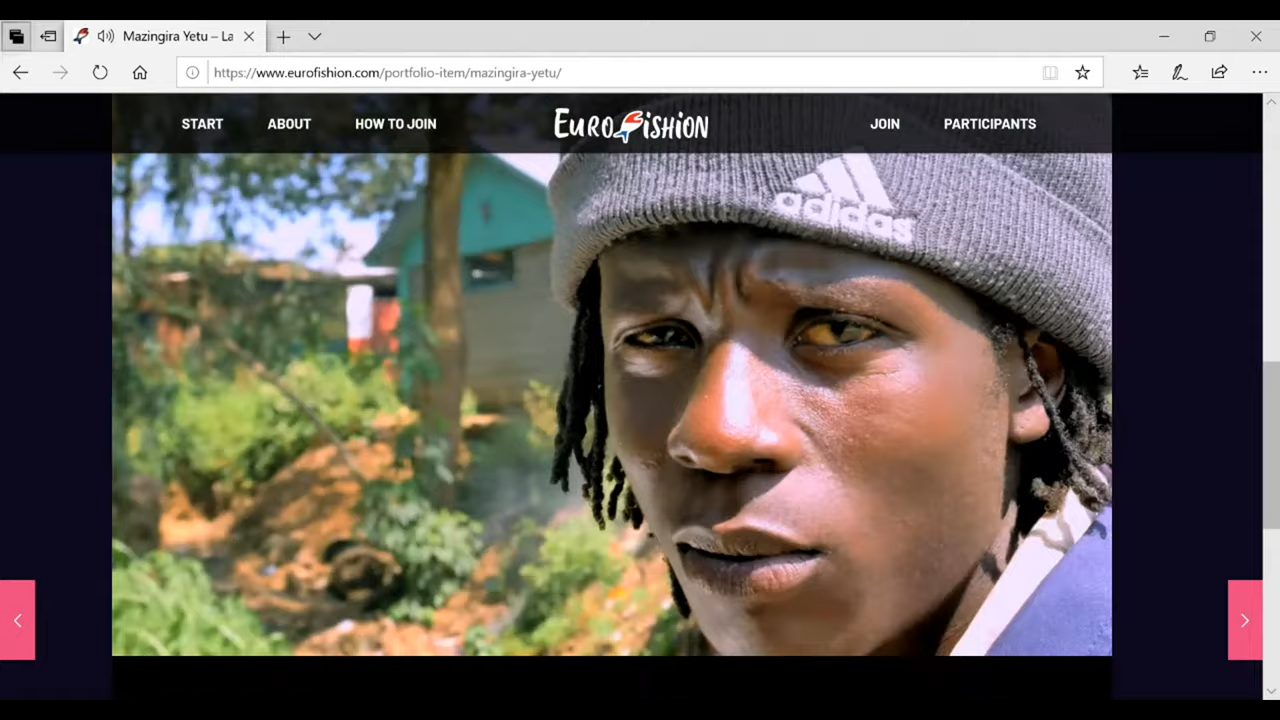 Mazingira Yetu – La
https://www.eurofishion.com/portfolio-item/mazingira-yetu/
START ABOUT HOW TO JOIN EUROFISHION JOIN PARTICIPANTS
adidas